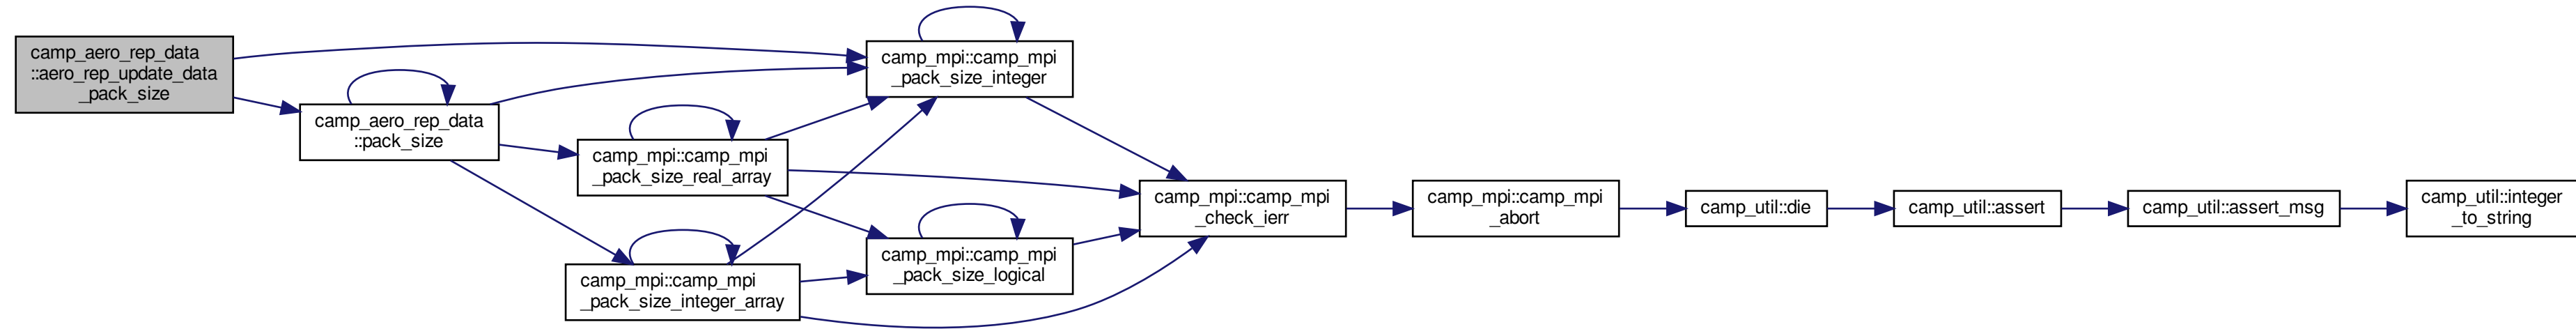 camp_aero_rep_data
::aero_rep_update_data
_pack_size
camp_aero_rep_data
::pack_size
camp_mpi::camp_mpi
_pack_size_integer
camp_mpi::camp_mpi
_pack_size_real_array
camp_mpi::camp_mpi
_pack_size_logical
camp_mpi::camp_mpi
_pack_size_integer_array
camp_mpi::camp_mpi
_check_ierr
camp_mpi::camp_mpi
_abort
camp_util::die
camp_util::assert
camp_util::assert_msg
camp_util::integer
_to_string